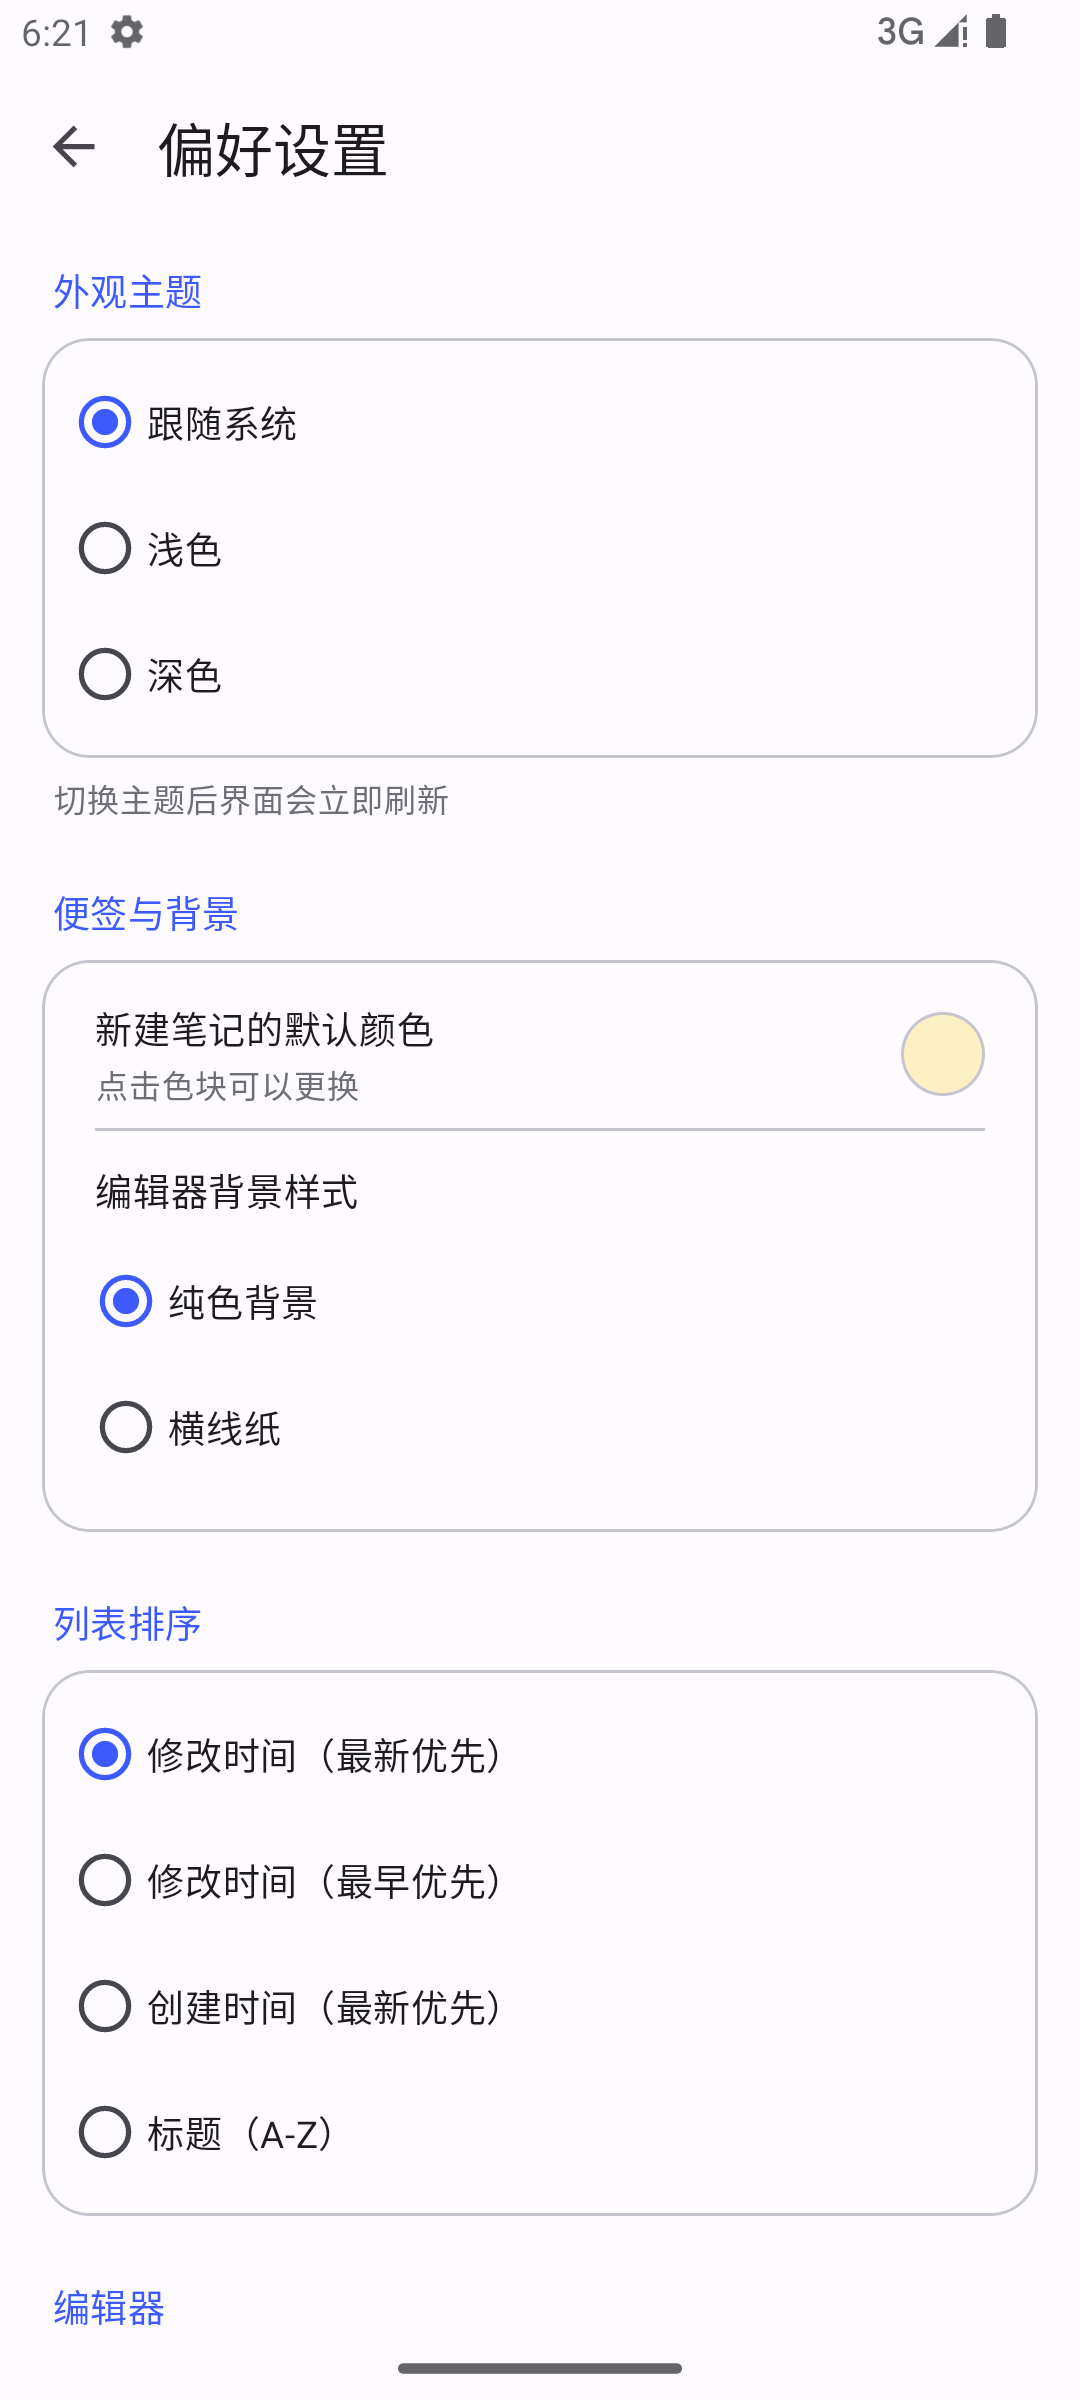 6:21
3G
偏好设置
外观主题
跟随系统
浅色
深色
切换主题后界面会立即刷新
便签与背景
新建笔记的默认颜色
点击色块可以更换
编辑器背景样式
纯色背景
横线纸
列表排序
修改时间（最新优先）
修改时间（最早优先）
创建时间（最新优先）
标题（A-Z）
编辑器